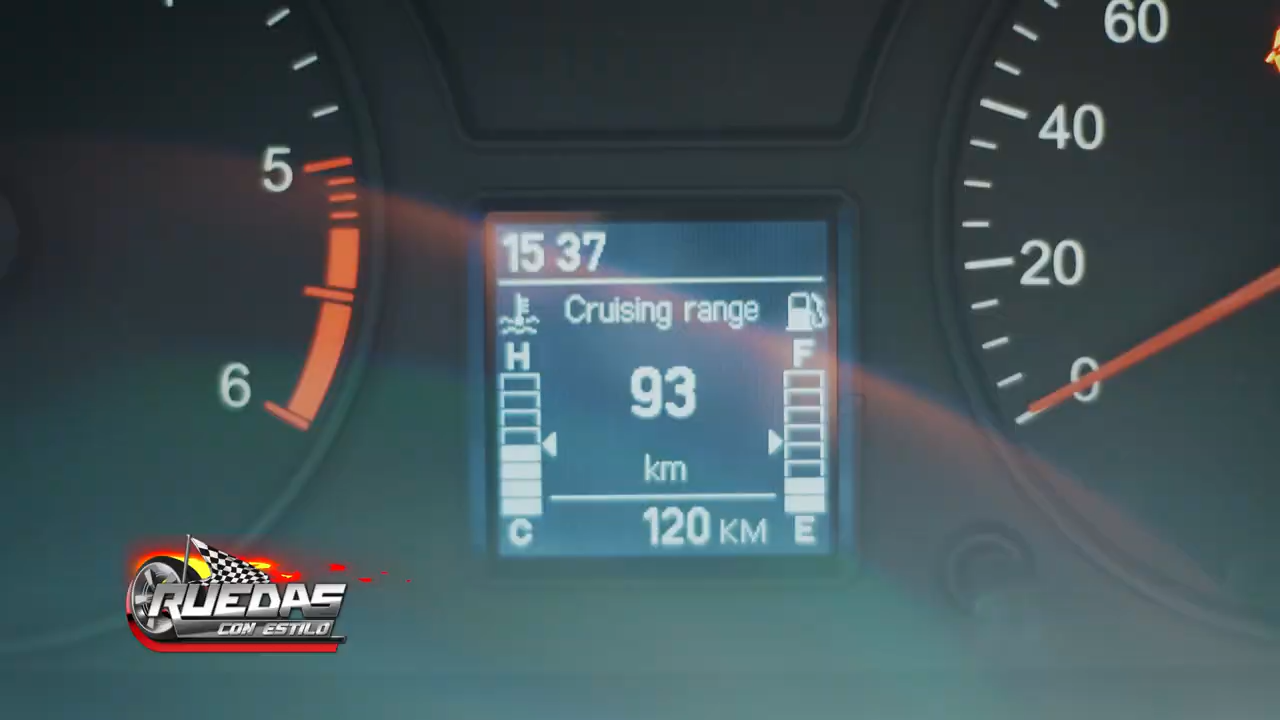 60
40
20
0
5
6
15 37
Cruising range
H
F
93
km
C
120 KM
E
RUEDAS
CON ESTILO